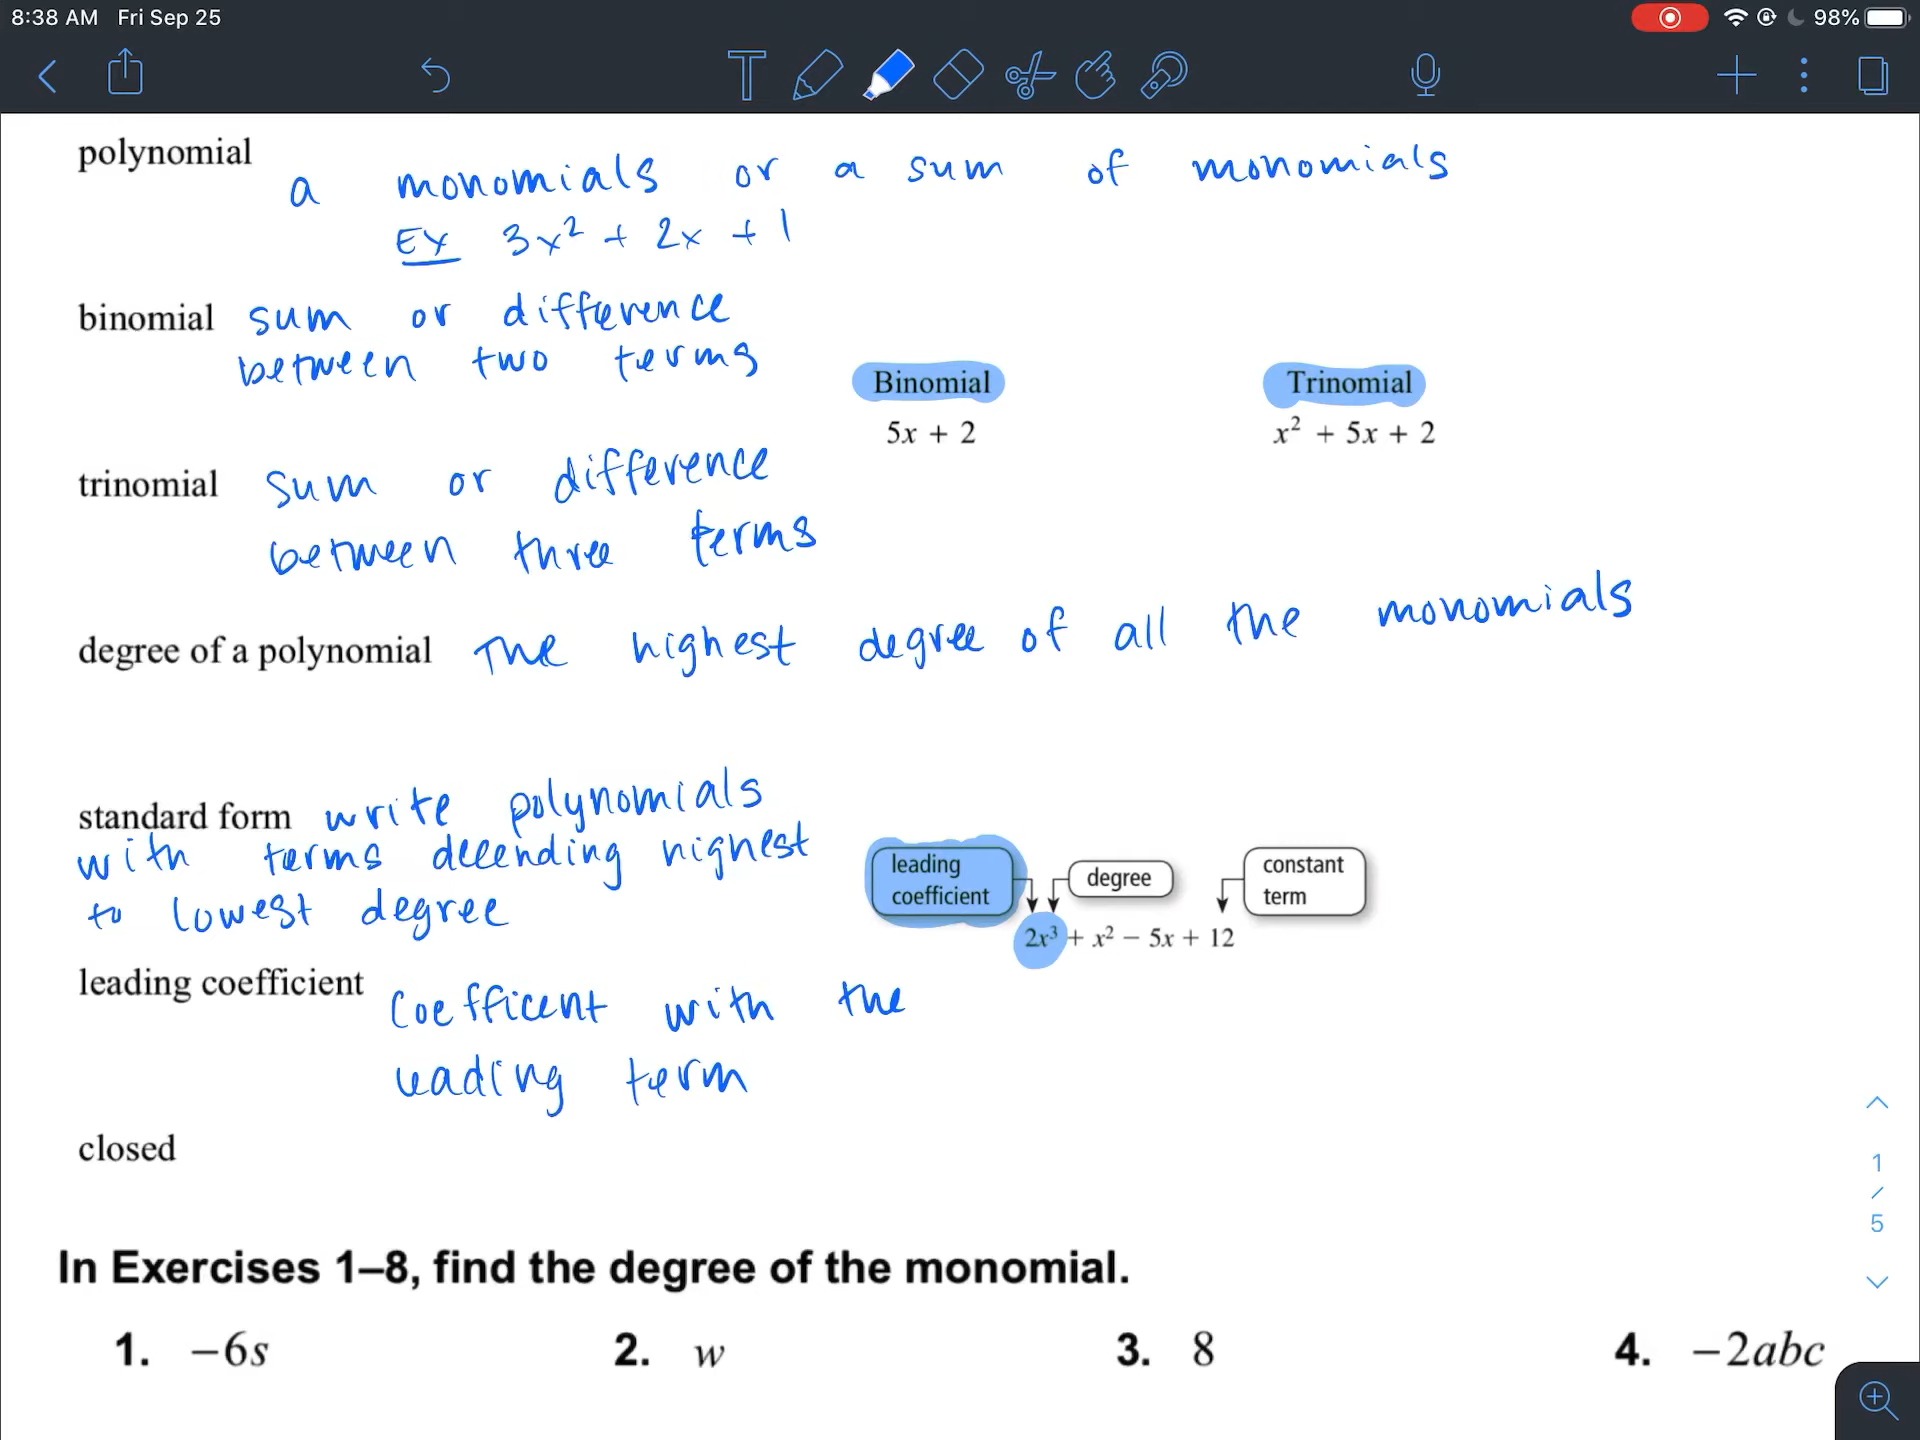 8:38 AM Fri Sep 25
98%
polynomial
a monomials or a sum of monomials
EX 3x² + 2x + 1
binomial sum or difference
between two terms
Binomial
5x + 2
Trinomial
x² + 5x + 2
trinomial sum or difference
between three terms
degree of a polynomial The highest degree of all the monomials
standard form write polynomials
with terms decending highest
to lowest degree
leading
coefficient
degree
constant
term
2x³ + x² − 5x + 12
leading coefficient Coefficent with the
leading term
closed
1
/
5
In Exercises 1–8, find the degree of the monomial.
1. −6s 2. w 3. 8 4. −2abc